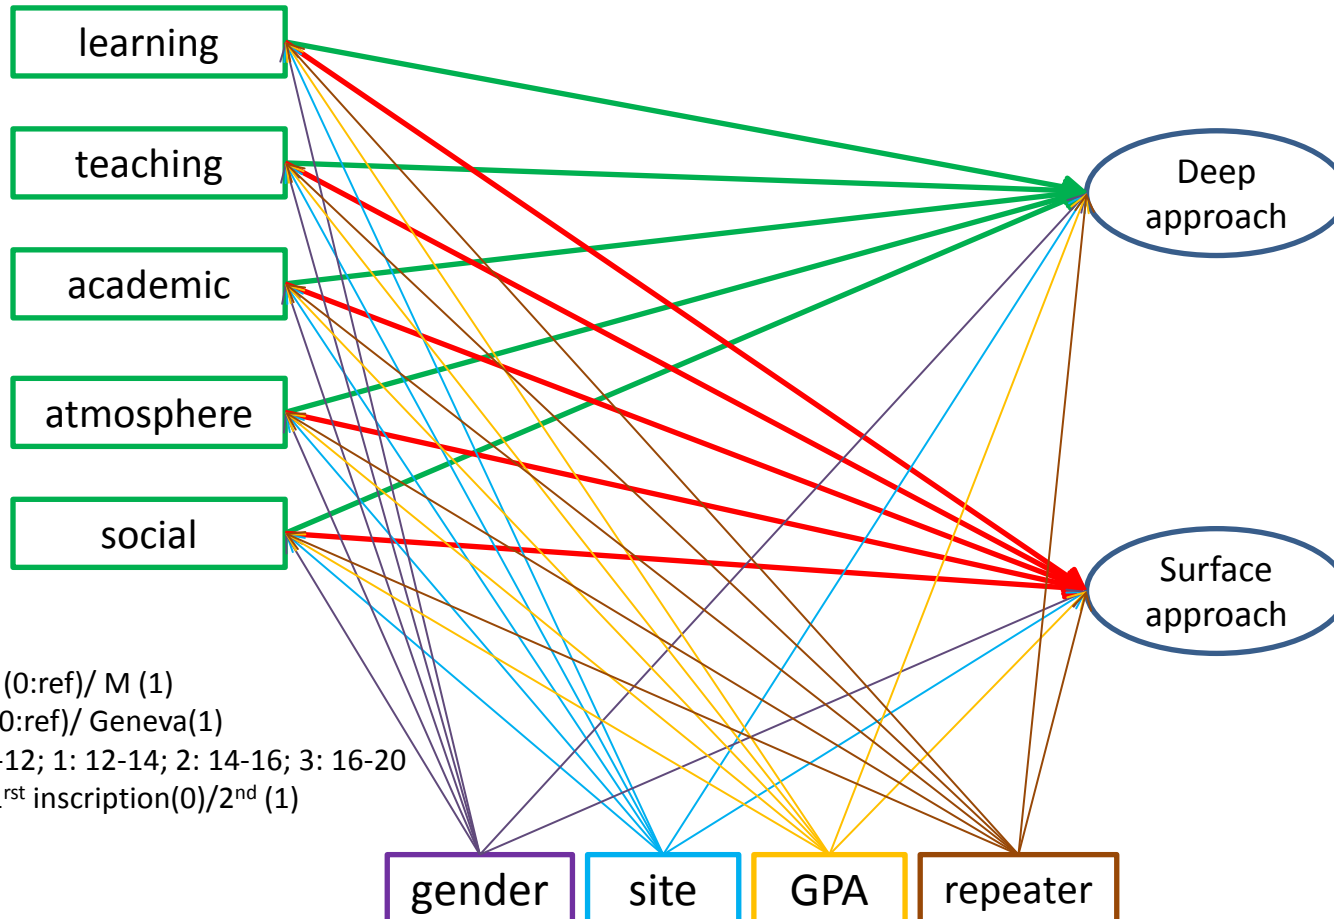 learning
teaching
academic
atmosphere
social
Deep
approach
Surface
approach
(0:ref)/ M (1)
0:ref)/ Geneva(1)
-12; 1: 12-14; 2: 14-16; 3: 16-20
rst inscription(0)/2nd (1)
gender
site
GPA
repeater